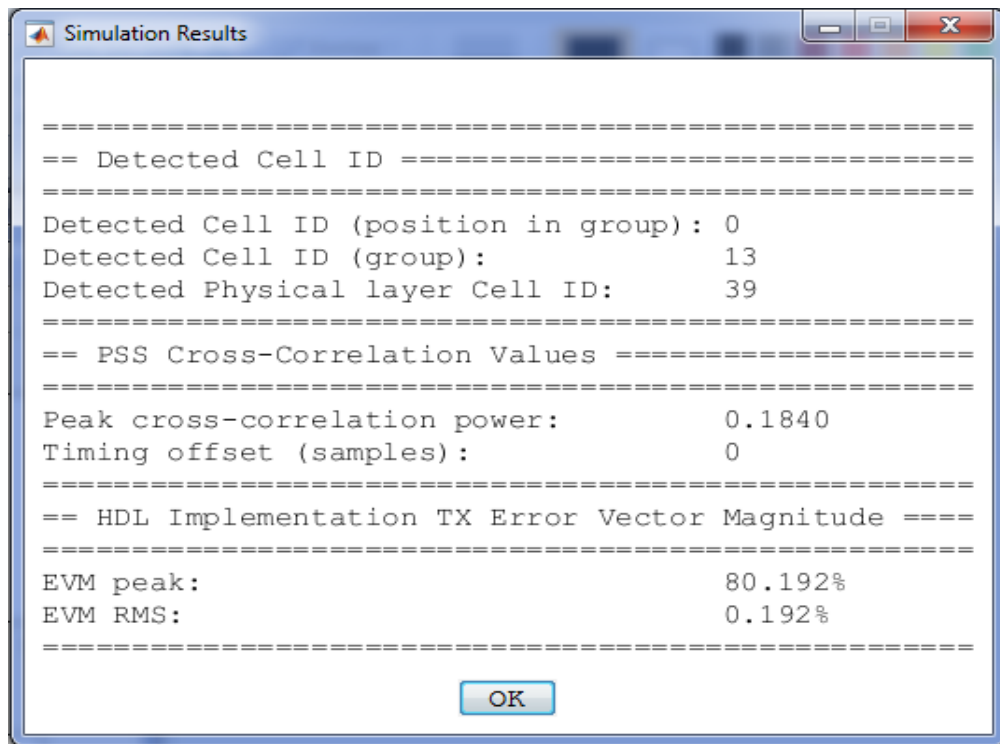 Simulation Results
====================================================
== Detected Cell ID ================================
====================================================
Detected Cell ID (position in group): 0
Detected Cell ID (group): 13
Detected Physical layer Cell ID: 39
====================================================
== PSS Cross-Correlation Values ====================
====================================================
Peak cross-correlation power: 0.1840
Timing offset (samples): 0
====================================================
== HDL Implementation TX Error Vector Magnitude ====
====================================================
EVM peak: 80.192%
EVM RMS: 0.192%
====================================================
OK